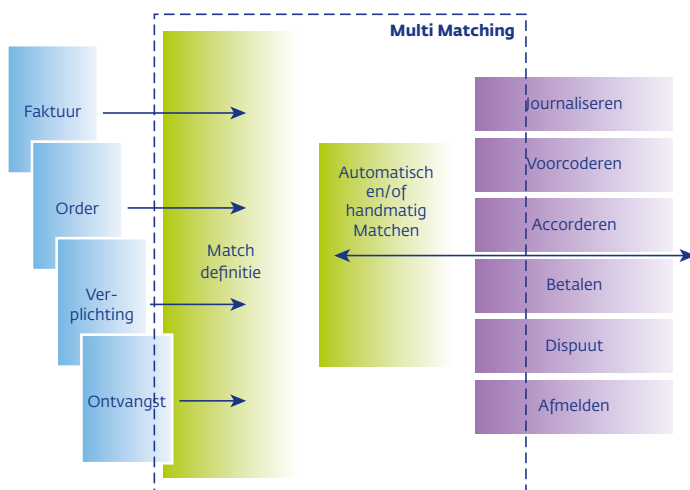 Multi Matching
Faktuur
Order
Ver-
plichting
Ontvangst
Match
definitie
Automatisch
en/of
handmatig
Matchen
Journaliseren
Voorcoderen
Accorderen
Betalen
Dispuut
Afmelden